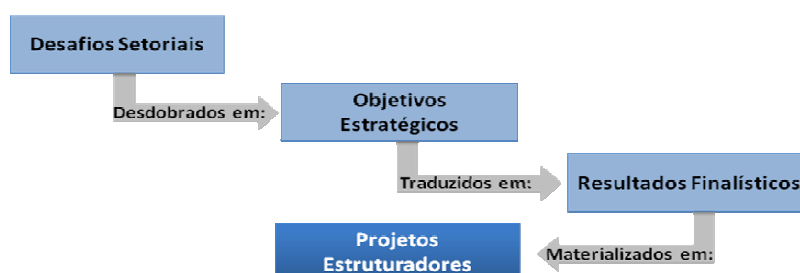 Desafios Setoriais
Desdobrados em:
Objetivos
Estratégicos
Traduzidos em:
Resultados Finalísticos
Projetos
Estruturadores
Materializados em: